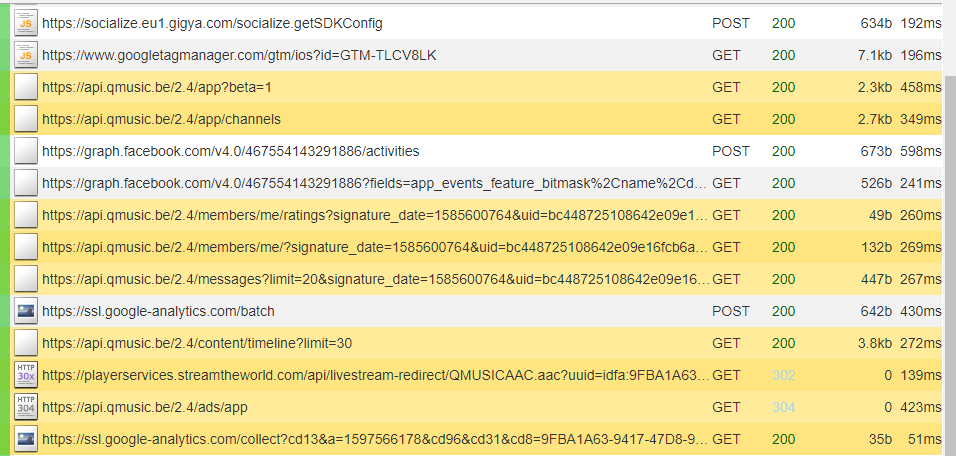 JS https://socialize.eu1.gigya.com/socialize.getSDKConfig POST 200 634b 192ms
JS https://www.googletagmanager.com/gtm/ios?id=GTM-TLCV8LK GET 200 7.1kb 196ms
https://api.qmusic.be/2.4/app?beta=1 GET 200 2.3kb 458ms
https://api.qmusic.be/2.4/app/channels GET 200 2.7kb 349ms
https://graph.facebook.com/v4.0/467554143291886/activities POST 200 673b 598ms
https://graph.facebook.com/v4.0/467554143291886?fields=app_events_feature_bitmask%2Cname%2Cd... GET 200 526b 241ms
https://api.qmusic.be/2.4/members/me/ratings?signature_date=1585600764&uid=bc448725108642e09e1... GET 200 49b 260ms
https://api.qmusic.be/2.4/members/me/?signature_date=1585600764&uid=bc448725108642e09e16fcb6a... GET 200 132b 269ms
https://api.qmusic.be/2.4/messages?limit=20&signature_date=1585600764&uid=bc448725108642e09e16... GET 200 447b 267ms
https://ssl.google-analytics.com/batch POST 200 642b 430ms
https://api.qmusic.be/2.4/content/timeline?limit=30 GET 200 3.8kb 272ms
HTTP 30x https://playerservices.streamtheworld.com/api/livestream-redirect/QMUSICAAC.aac?uuid=idfa:9FBA1A63... GET 302 0 139ms
HTTP 304 https://api.qmusic.be/2.4/ads/app GET 304 0 423ms
https://ssl.google-analytics.com/collect?cd13&a=1597566178&cd96&cd31&cd8=9FBA1A63-9417-47D8-9... GET 200 35b 51ms